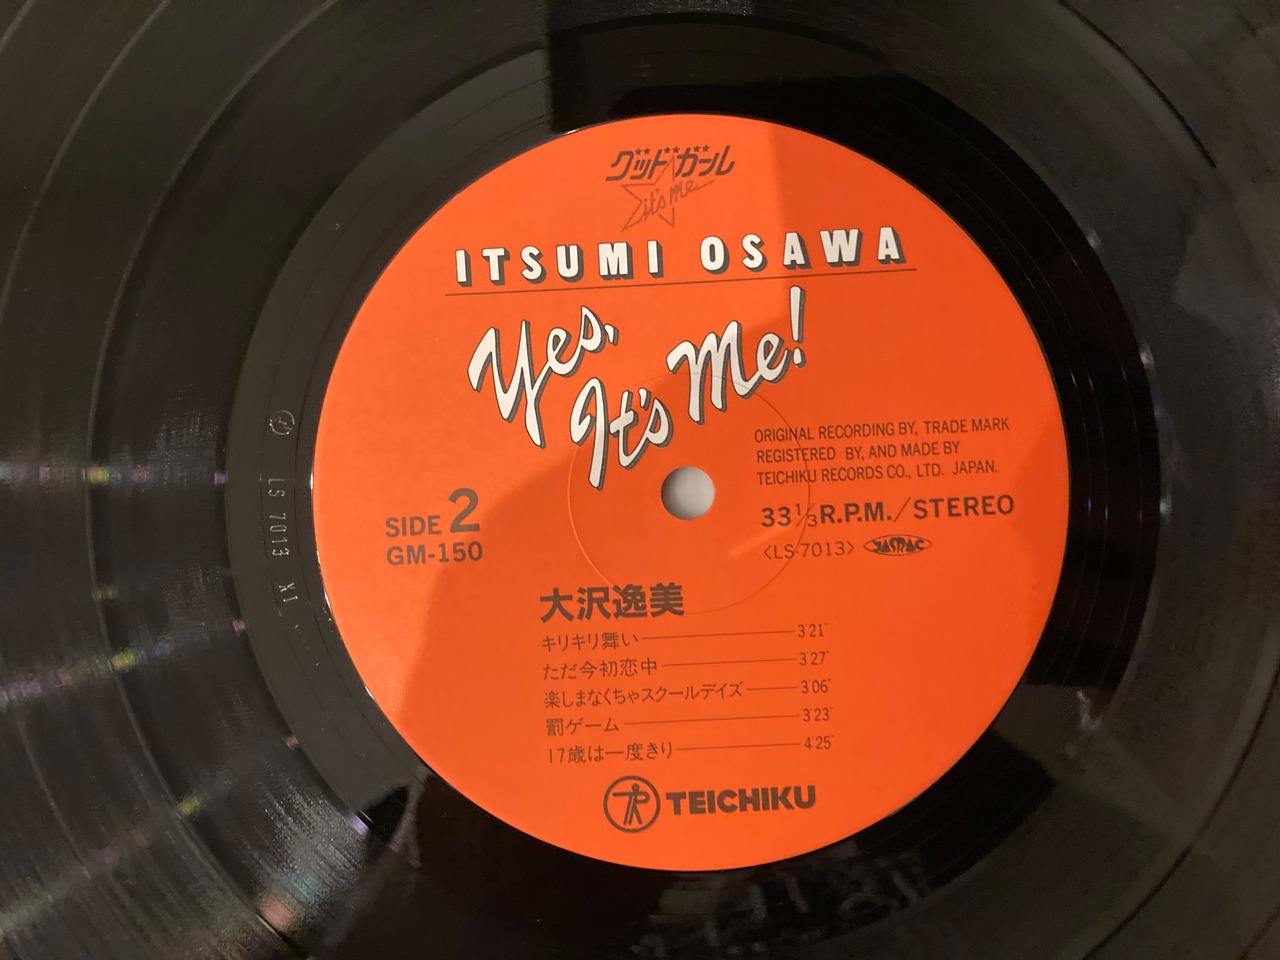 グッドガール
it's me
ITSUMI OSAWA
Yes,
It's Me!
ORIGINAL RECORDING BY, TRADE MARK
REGISTERED BY, AND MADE BY
TEICHIKU RECORDS CO., LTD. JAPAN.
SIDE 2
GM-150
33 1/3 R.P.M./STEREO
〈LS-7013〉 JASRAC
大沢逸美
キリキリ舞い 3'21"
ただ今初恋中 3'27"
楽しまなくちゃスクールデイズ 3'06"
罰ゲーム 3'23"
17歳は一度きり 4'25"
TR TEICHIKU
LS 7013 X1